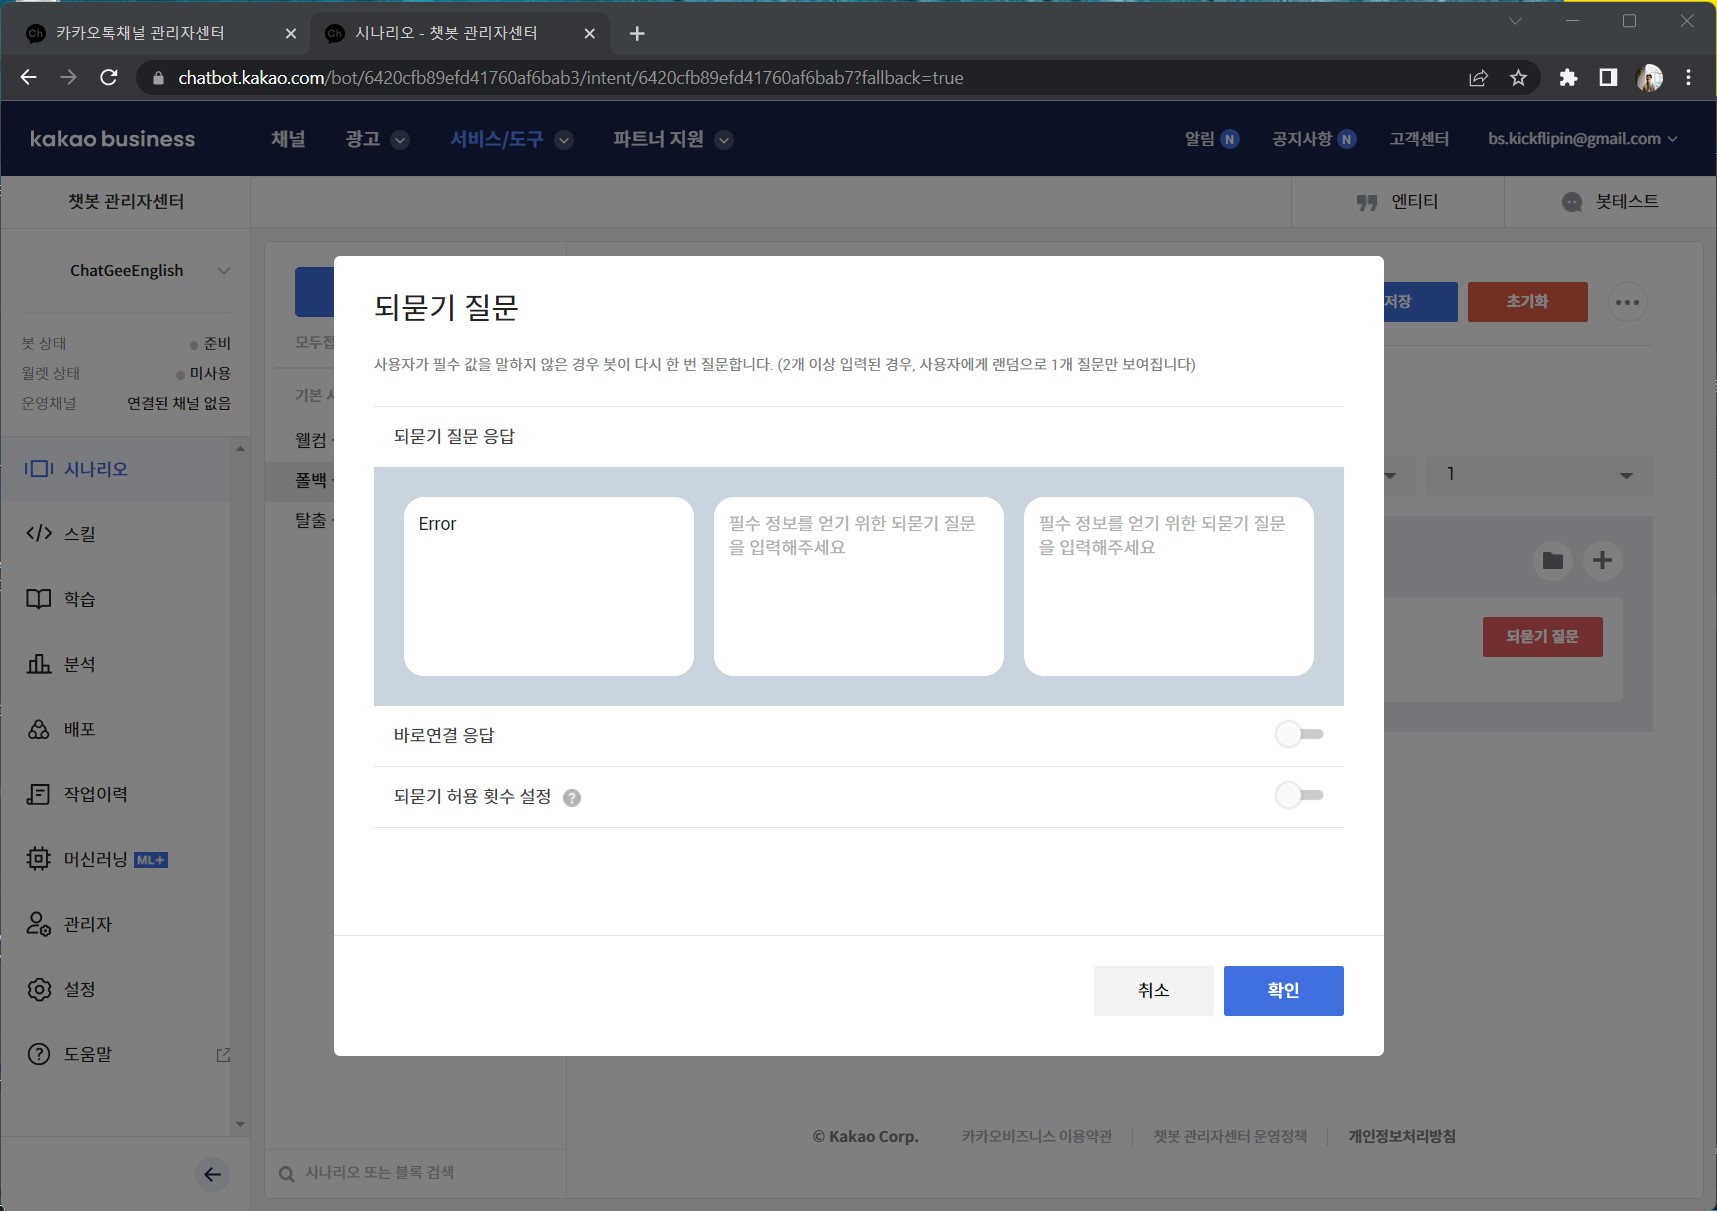 카카오톡채널 관리자센터
시나리오 - 챗봇 관리자센터
chatbot.kakao.com/bot/6420cfb89efd41760af6bab3/intent/6420cfb89efd41760af6bab7?fallback=true
kakao business
채널
광고
서비스/도구
파트너 지원
알림 N
공지사항 N
고객센터
bs.kickflipin@gmail.com
챗봇 관리자센터
엔티티
봇테스트
ChatGeeEnglish
봇 상태
준비
월렛 상태
미사용
운영채널
연결된 채널 없음
시나리오
스킬
학습
분석
배포
작업이력
머신러닝 ML+
관리자
설정
도움말
모두접
기본
웰컴
폴백
탈출
시나리오 또는 블록 검색
저장
초기화
1
되묻기 질문
되묻기 질문
사용자가 필수 값을 말하지 않은 경우 봇이 다시 한 번 질문합니다. (2개 이상 입력된 경우, 사용자에게 랜덤으로 1개 질문만 보여집니다)
되묻기 질문 응답
Error
필수 정보를 얻기 위한 되묻기 질문
을 입력해주세요
필수 정보를 얻기 위한 되묻기 질문
을 입력해주세요
바로연결 응답
되묻기 허용 횟수 설정 ?
취소
확인
© Kakao Corp.
카카오비즈니스 이용약관
챗봇 관리자센터 운영정책
개인정보처리방침